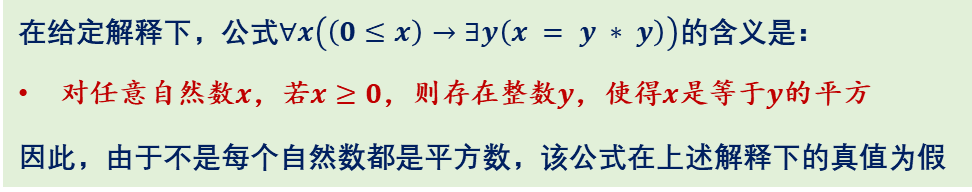 在给定解释下，公式∀x((0 ≤ x) → ∃y(x = y * y))的含义是：
• 对任意自然数x，若x ≥ 0，则存在整数y，使得x是等于y的平方
因此，由于不是每个自然数都是平方数，该公式在上述解释下的真值为假